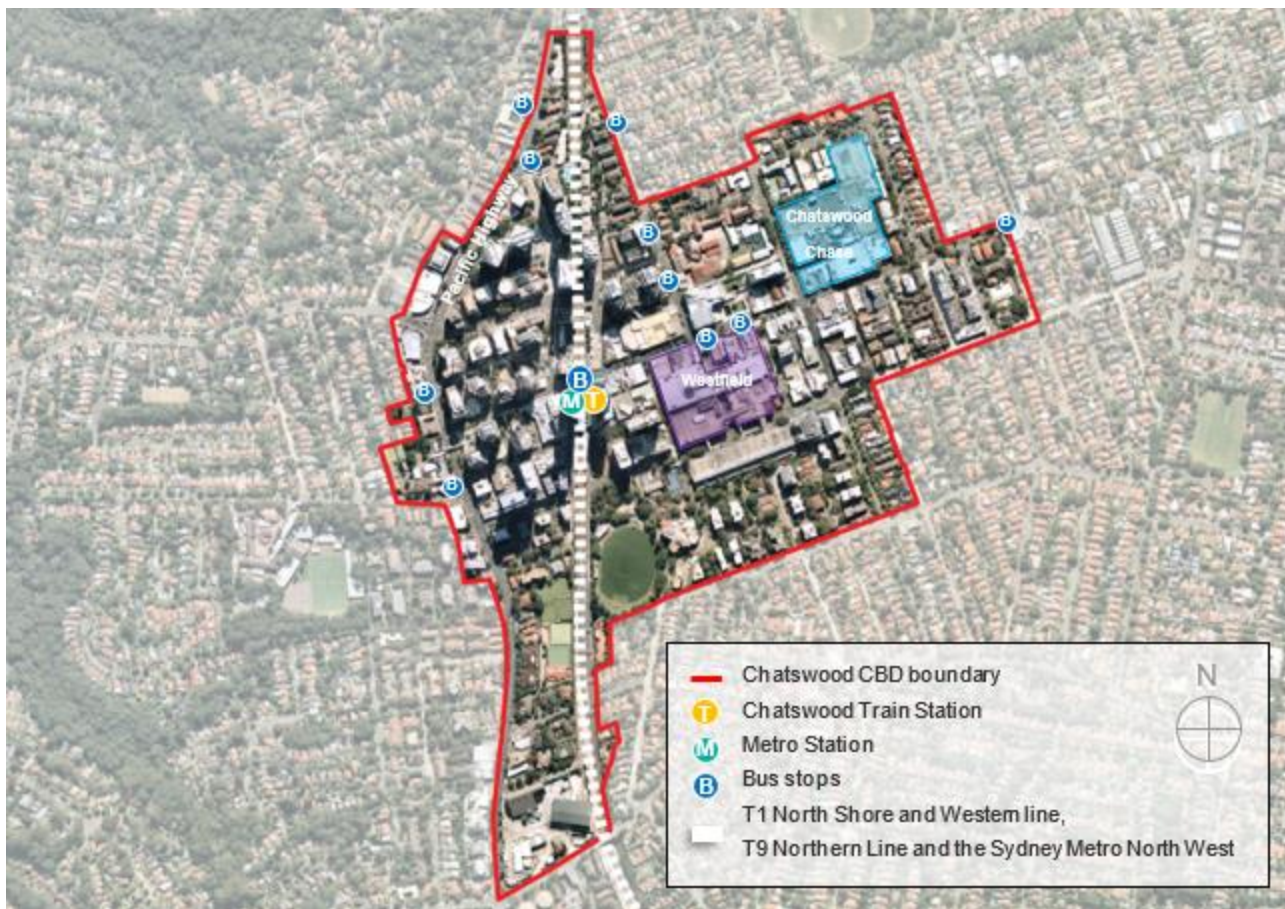 B
B
B
Chatswood
Chase
B
B
Pacific Highway
B
B
B
Westfield
B
M T
B
B
Chatswood CBD boundary
N
T Chatswood Train Station
M Metro Station
B Bus stops
T1 North Shore and Western line,
T9 Northern Line and the Sydney Metro North West